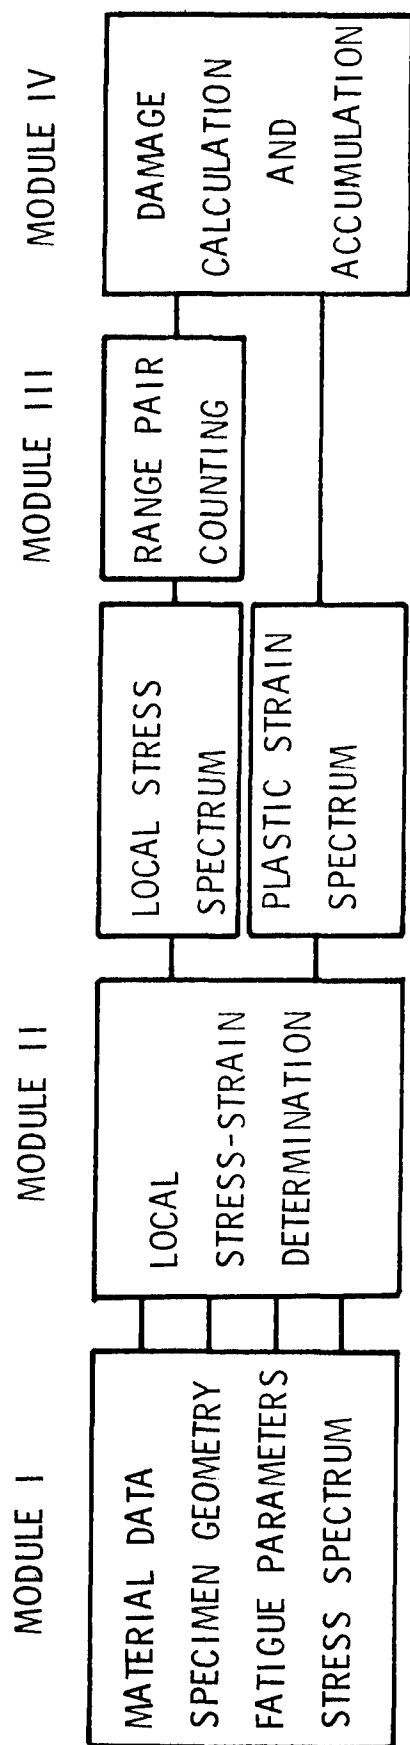 MODULE I
MATERIAL DATA
SPECIMEN GEOMETRY
FATIGUE PARAMETERS
STRESS SPECTRUM
MODULE II
LOCAL
STRESS-STRAIN
DETERMINATION
LOCAL STRESS
SPECTRUM
PLASTIC STRAIN
SPECTRUM
MODULE III
RANGE PAIR
COUNTING
MODULE IV
DAMAGE
CALCULATION
AND
ACCUMULATION